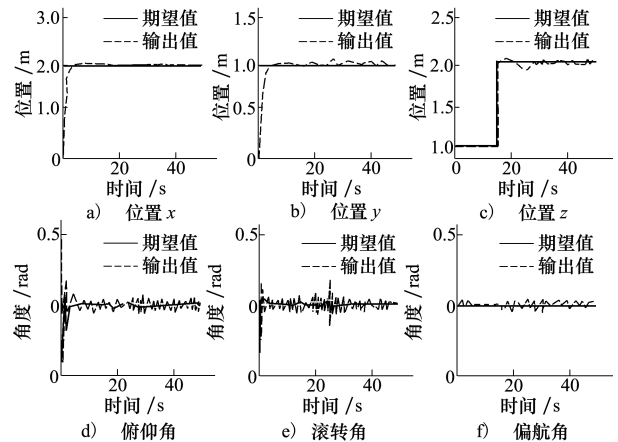 3.0
2.0
1.0
0
位置 /m
期望值
输出值
20
40
时间 /s
a) 位置 x
1.5
1.0
0.5
0
位置 /m
期望值
输出值
20
40
时间 /s
b) 位置 y
2.5
2.0
1.5
1.0
位置 /m
期望值
输出值
0
20
40
时间 /s
c) 位置 z
0.5
0
0
角度 /rad
期望值
输出值
20
40
时间 /s
d) 俯仰角
0.5
0
0
角度 /rad
期望值
输出值
20
40
时间 /s
e) 滚转角
0.5
0
0
角度 /rad
期望值
输出值
20
40
时间 /s
f) 偏航角